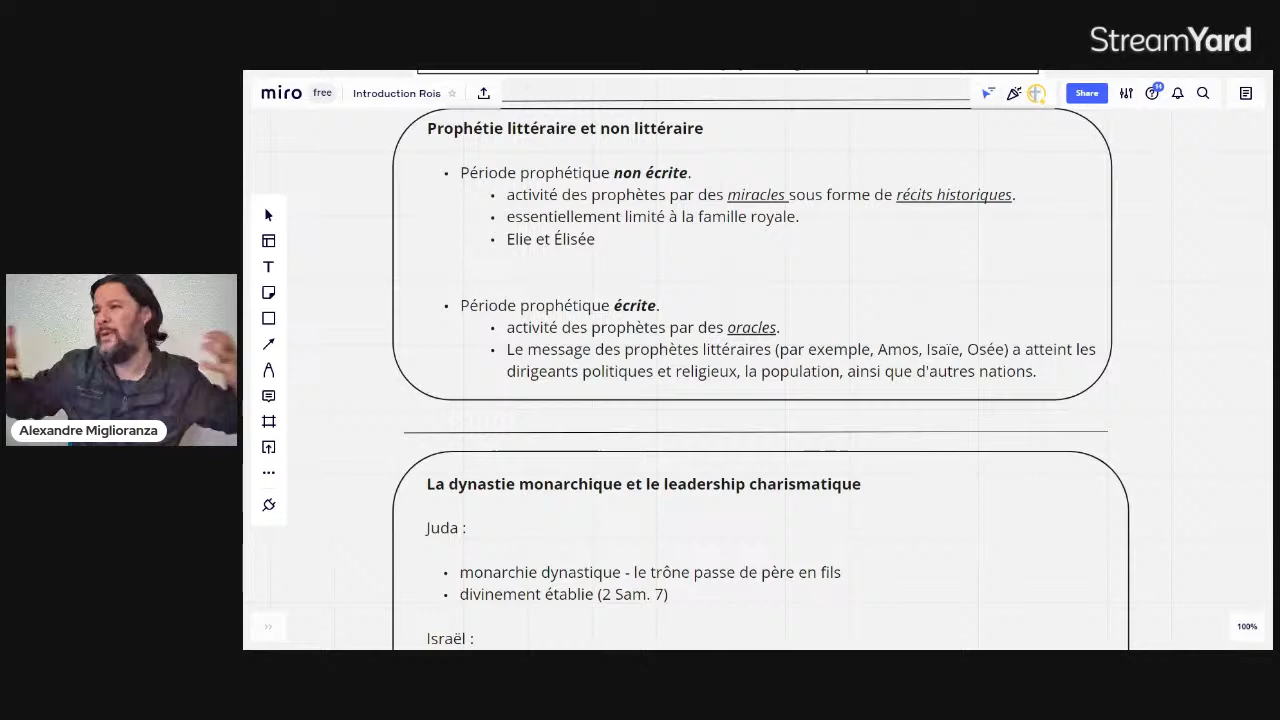 StreamYard
miro free Introduction Rois Share 14
Prophétie littéraire et non littéraire
• Période prophétique non écrite.
• activité des prophètes par des miracles sous forme de récits historiques.
• essentiellement limité à la famille royale.
• Elie et Élisée
• Période prophétique écrite.
• activité des prophètes par des oracles.
• Le message des prophètes littéraires (par exemple, Amos, Isaïe, Osée) a atteint les
dirigeants politiques et religieux, la population, ainsi que d'autres nations.
Alexandre Miglioranza
La dynastie monarchique et le leadership charismatique
Juda :
• monarchie dynastique - le trône passe de père en fils
• divinement établie (2 Sam. 7)
Israël :
100%